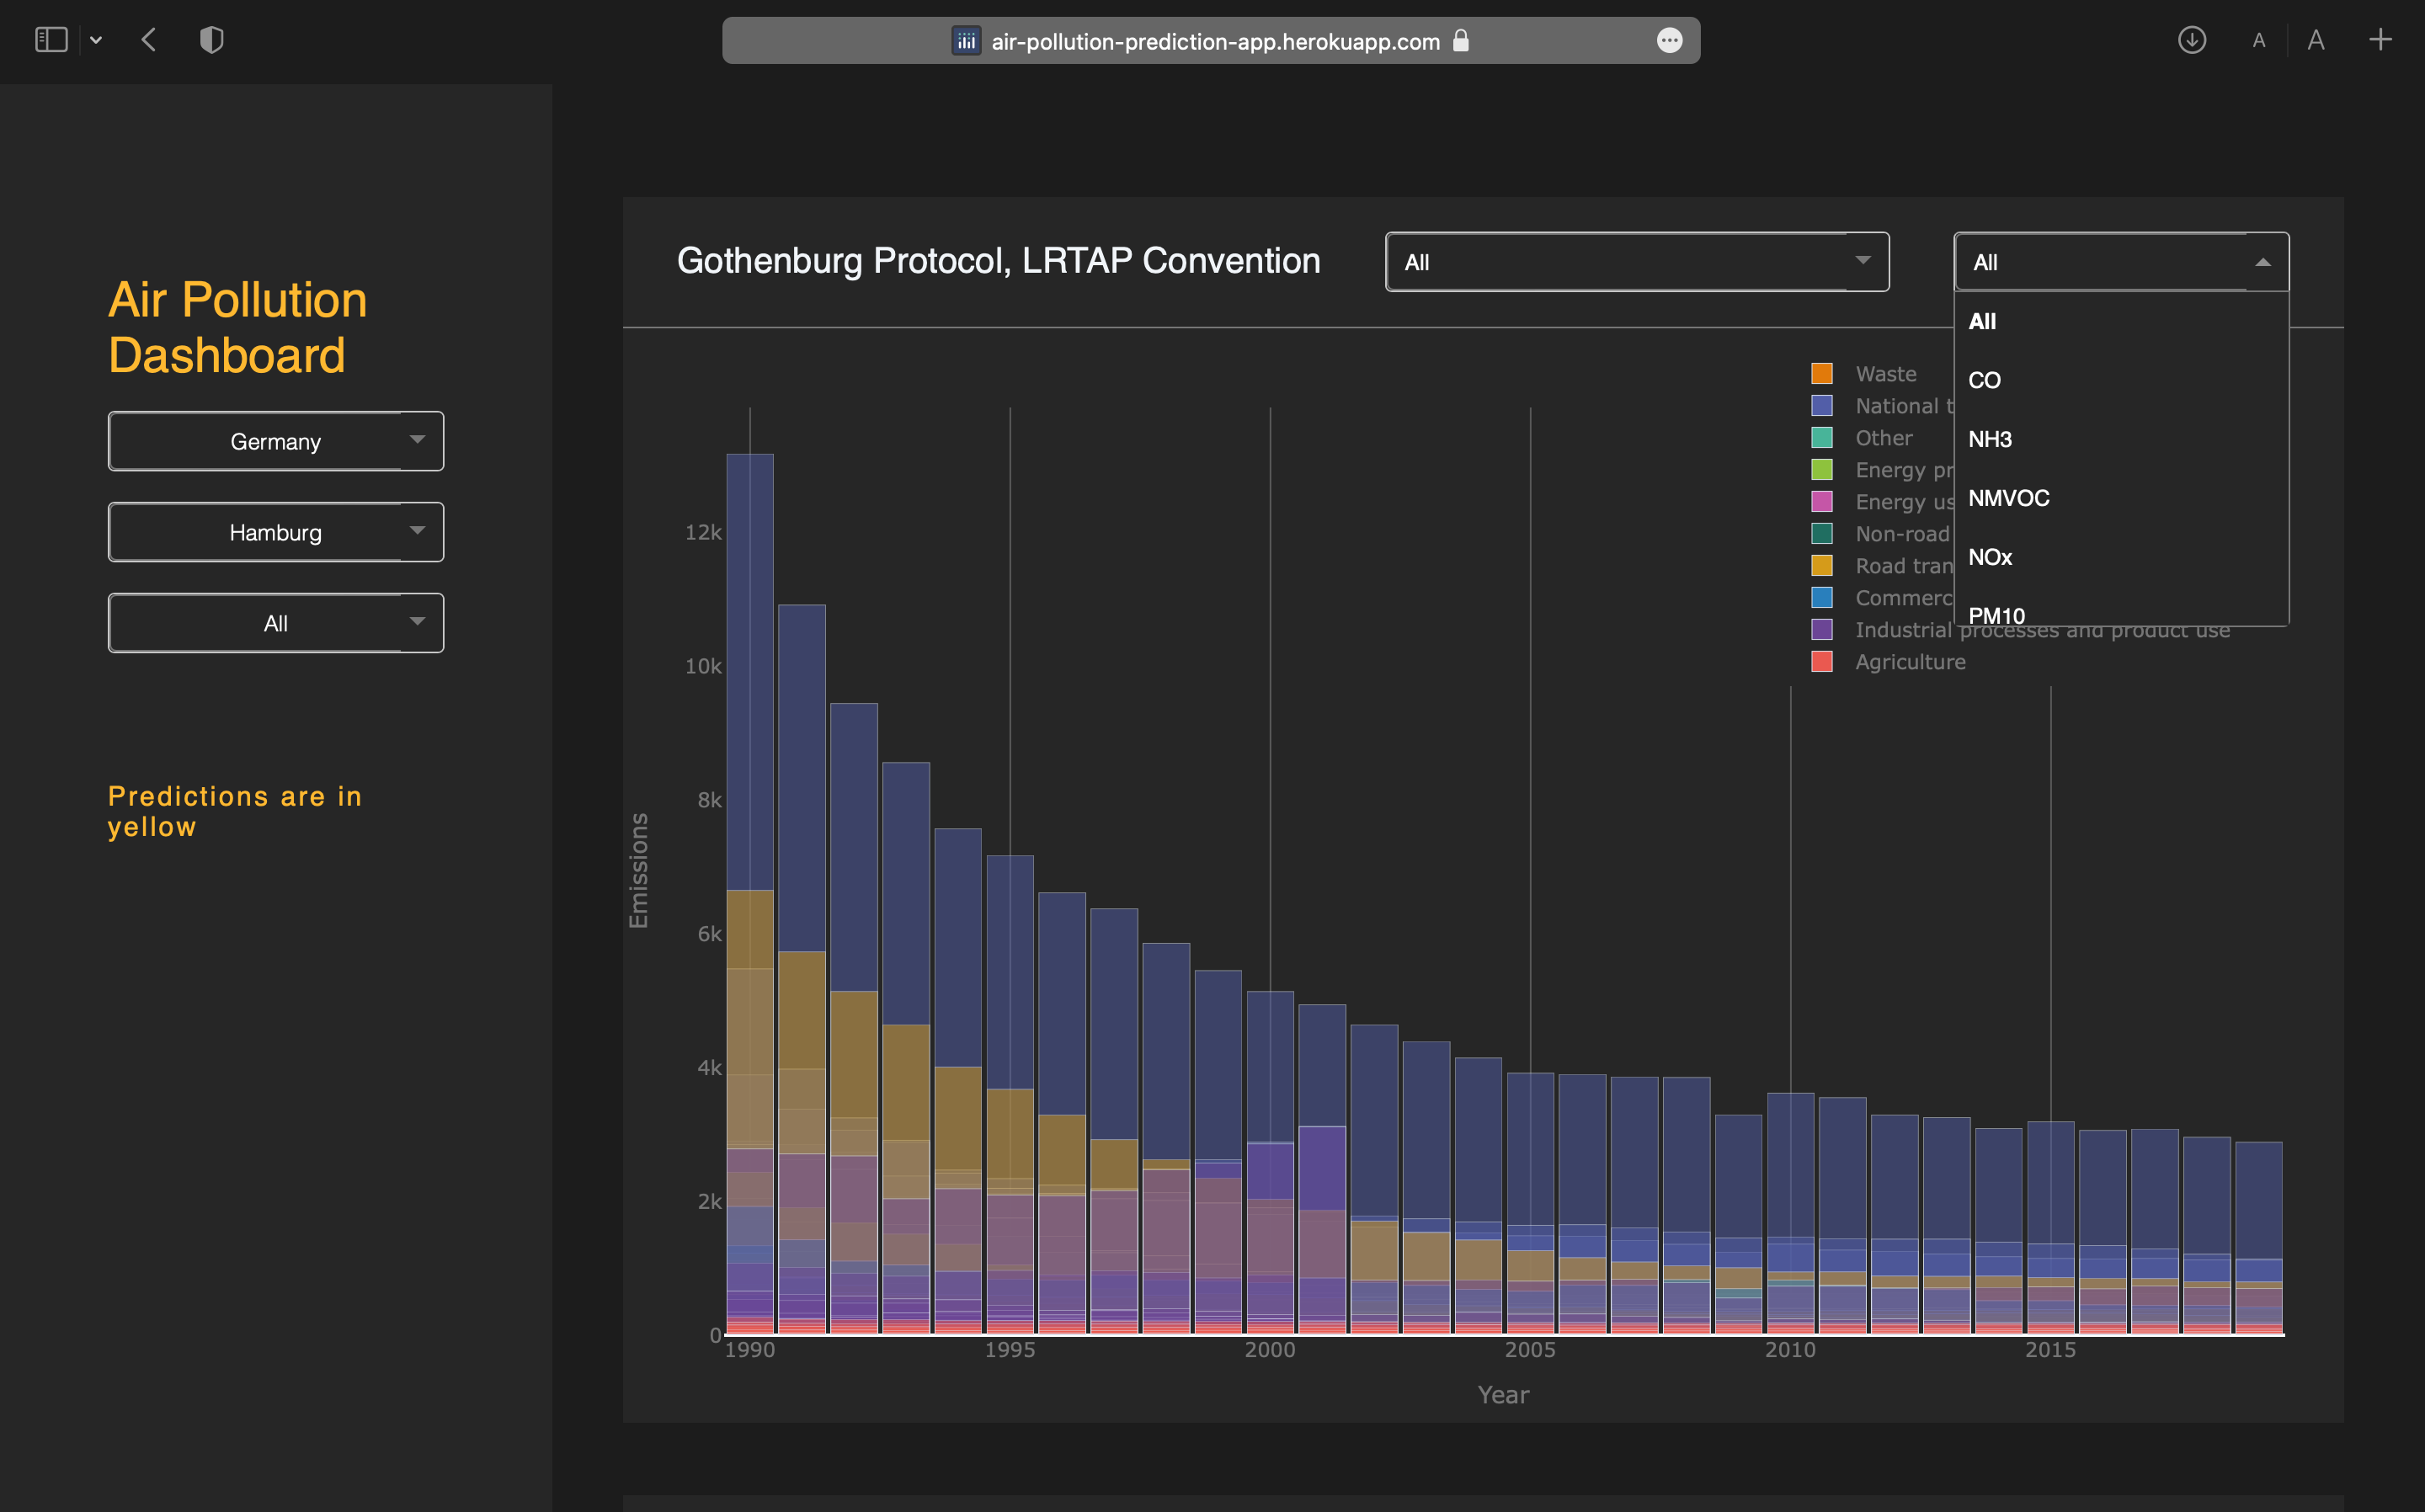 air-pollution-prediction-app.herokuapp.com
A A
Air Pollution
Dashboard
Germany
Hamburg
All
Predictions are in
yellow
Gothenburg Protocol, LRTAP Convention
All
All
All
CO
NH3
NMVOC
NOx
PM10
Waste
National t
Other
Energy pr
Energy us
Non-road
Road tran
Commerc
Industrial processes and product use
Agriculture
Emissions
12k
10k
8k
6k
4k
2k
0
1990
1995
2000
2005
2010
2015
Year